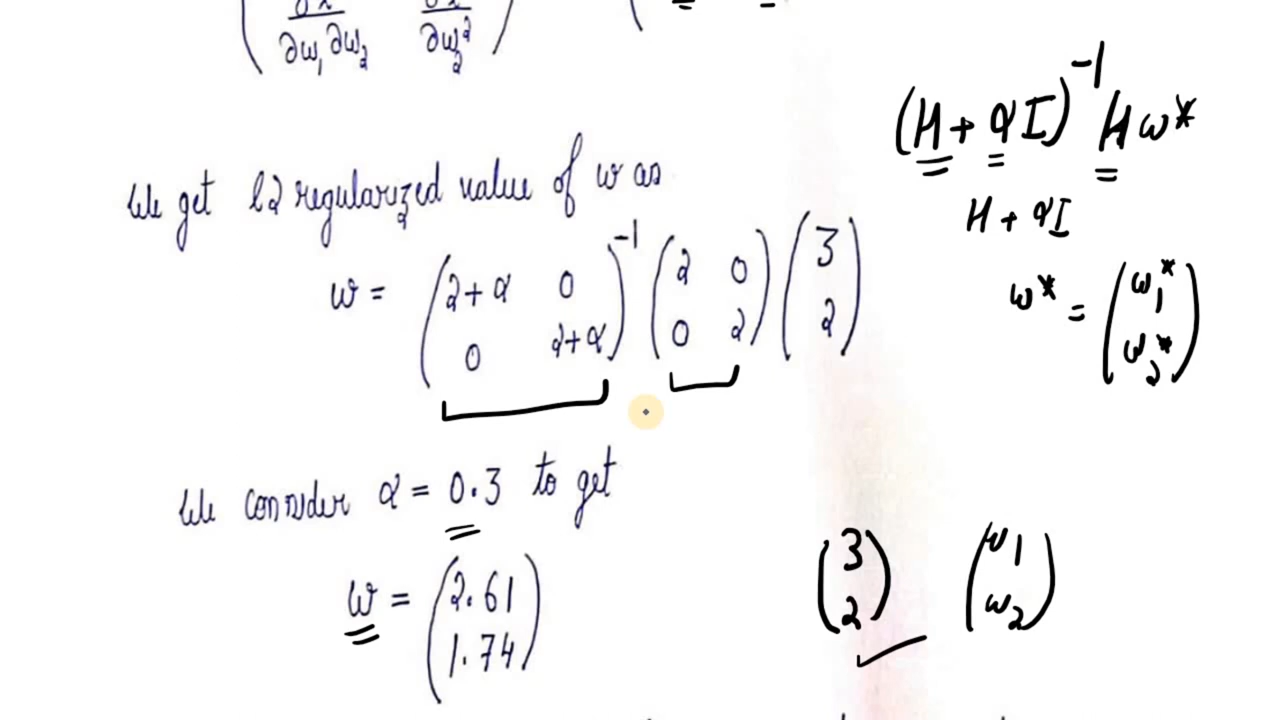 ∂w₁∂w₂ ∂w₂²
(H + αI)⁻¹ H w*
H + αI
We get l2 regularized value of w as
w = (2+α 0
0 2+α)⁻¹ (2 0
0 2) (3
2)
w* = (w₁*
w₂*)
We consider α = 0.3 to get
w = (2.61
1.74)
(3
2) (w1
w2)